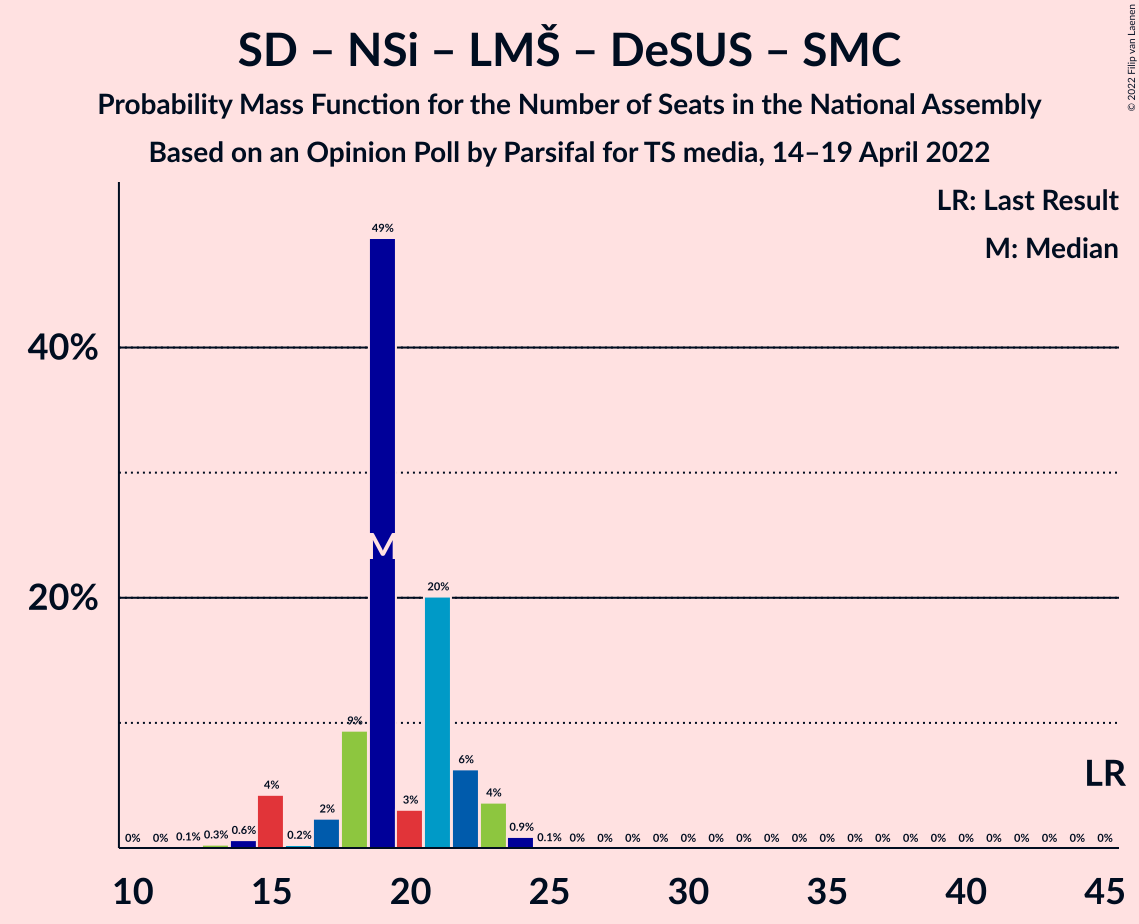 SD – NSi – LMŠ – DeSUS – SMC
Probability Mass Function for the Number of Seats in the National Assembly
Based on an Opinion Poll by Parsifal for TS media, 14–19 April 2022
© 2022 Filip van Laenen
LR: Last Result
M: Median
40%
20%
0% 0% 0.1% 0.3% 0.6% 4% 0.2% 2% 9% 49% 3% 20% 6% 4% 0.9% 0.1% 0% 0% 0% 0% 0% 0% 0% 0% 0% 0% 0% 0% 0% 0% 0% 0% 0% 0% 0% 0%
M
LR
10 15 20 25 30 35 40 45